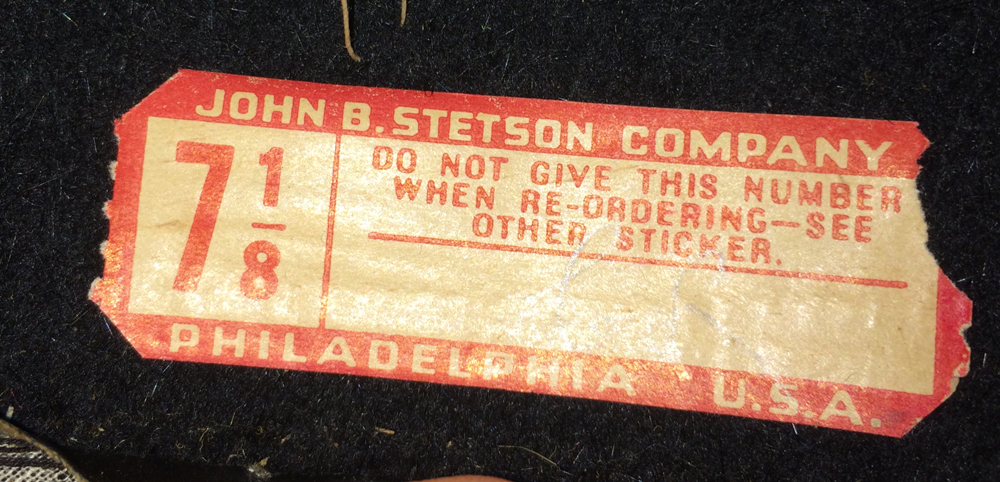 JOHN B. STETSON COMPANY
7 1/8
DO NOT GIVE THIS NUMBER
WHEN RE-ORDERING—SEE
OTHER STICKER.
PHILADELPHIA U.S.A.